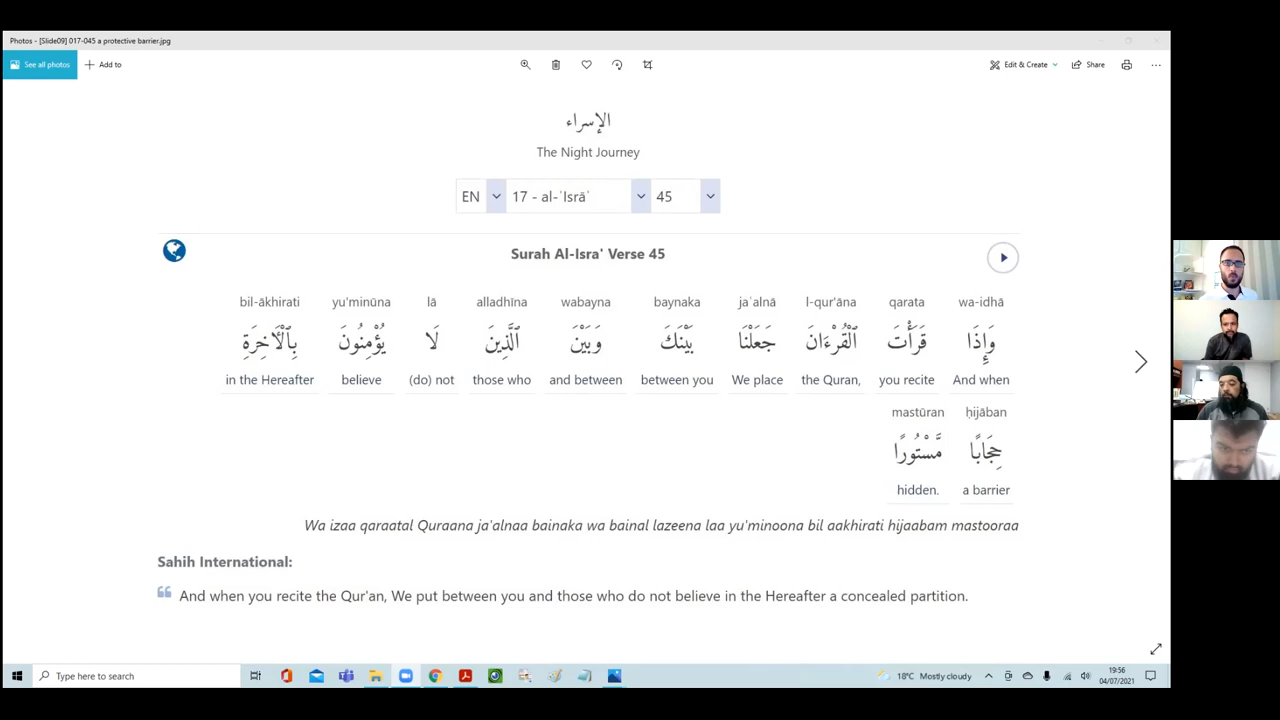 Photos - [Slide09] 017-045 a protective barrier.jpg
See all photos
Add to
Edit & Create
Share
الإسراء
The Night Journey
EN
17 - al-ʾIsrāʾ
45
Surah Al-Isra' Verse 45
bil-ākhirati yu'minūna lā alladhīna wabayna baynaka jaʿalnā l-qur'āna qarata wa-idhā
وَإِذَا قَرَأْتَ ٱلْقُرْءَانَ جَعَلْنَا بَيْنَكَ وَبَيْنَ ٱلَّذِينَ لَا يُؤْمِنُونَ بِٱلْـَٔاخِرَةِ
in the Hereafter believe (do) not those who and between between you We place the Quran, you recite And when
mastūran ḥijāban
حِجَابًا مَّسْتُورًا
hidden. a barrier
Wa izaa qaraatal Quraana ja'alnaa bainaka wa bainal lazeena laa yu'minoona bil aakhirati hijaabam mastooraa
Sahih International:
And when you recite the Qur'an, We put between you and those who do not believe in the Hereafter a concealed partition.
Type here to search
18°C Mostly cloudy
19:56
04/07/2021